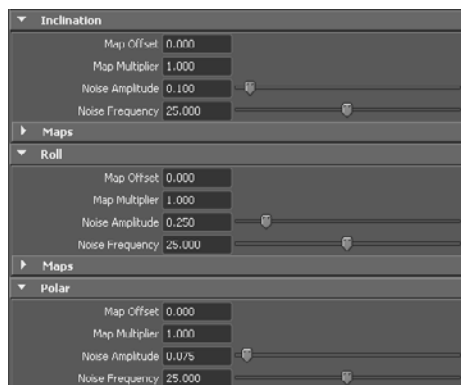 Inclination
Map Offset 0.000
Map Multiplier 1.000
Noise Amplitude 0.100
Noise Frequency 25.000
Maps
Roll
Map Offset 0.000
Map Multiplier 1.000
Noise Amplitude 0.250
Noise Frequency 25.000
Maps
Polar
Map Offset 0.000
Map Multiplier 1.000
Noise Amplitude 0.075
Noise Frequency 25.000